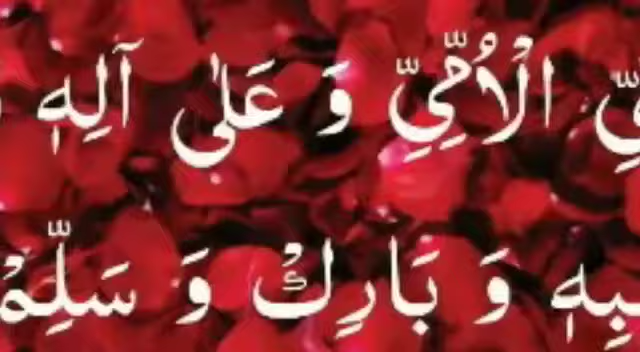 الْاُمِّيِّ وَ عَلٰى آلِهٖ
وَ بَارِكْ وَ سَلِّمْ